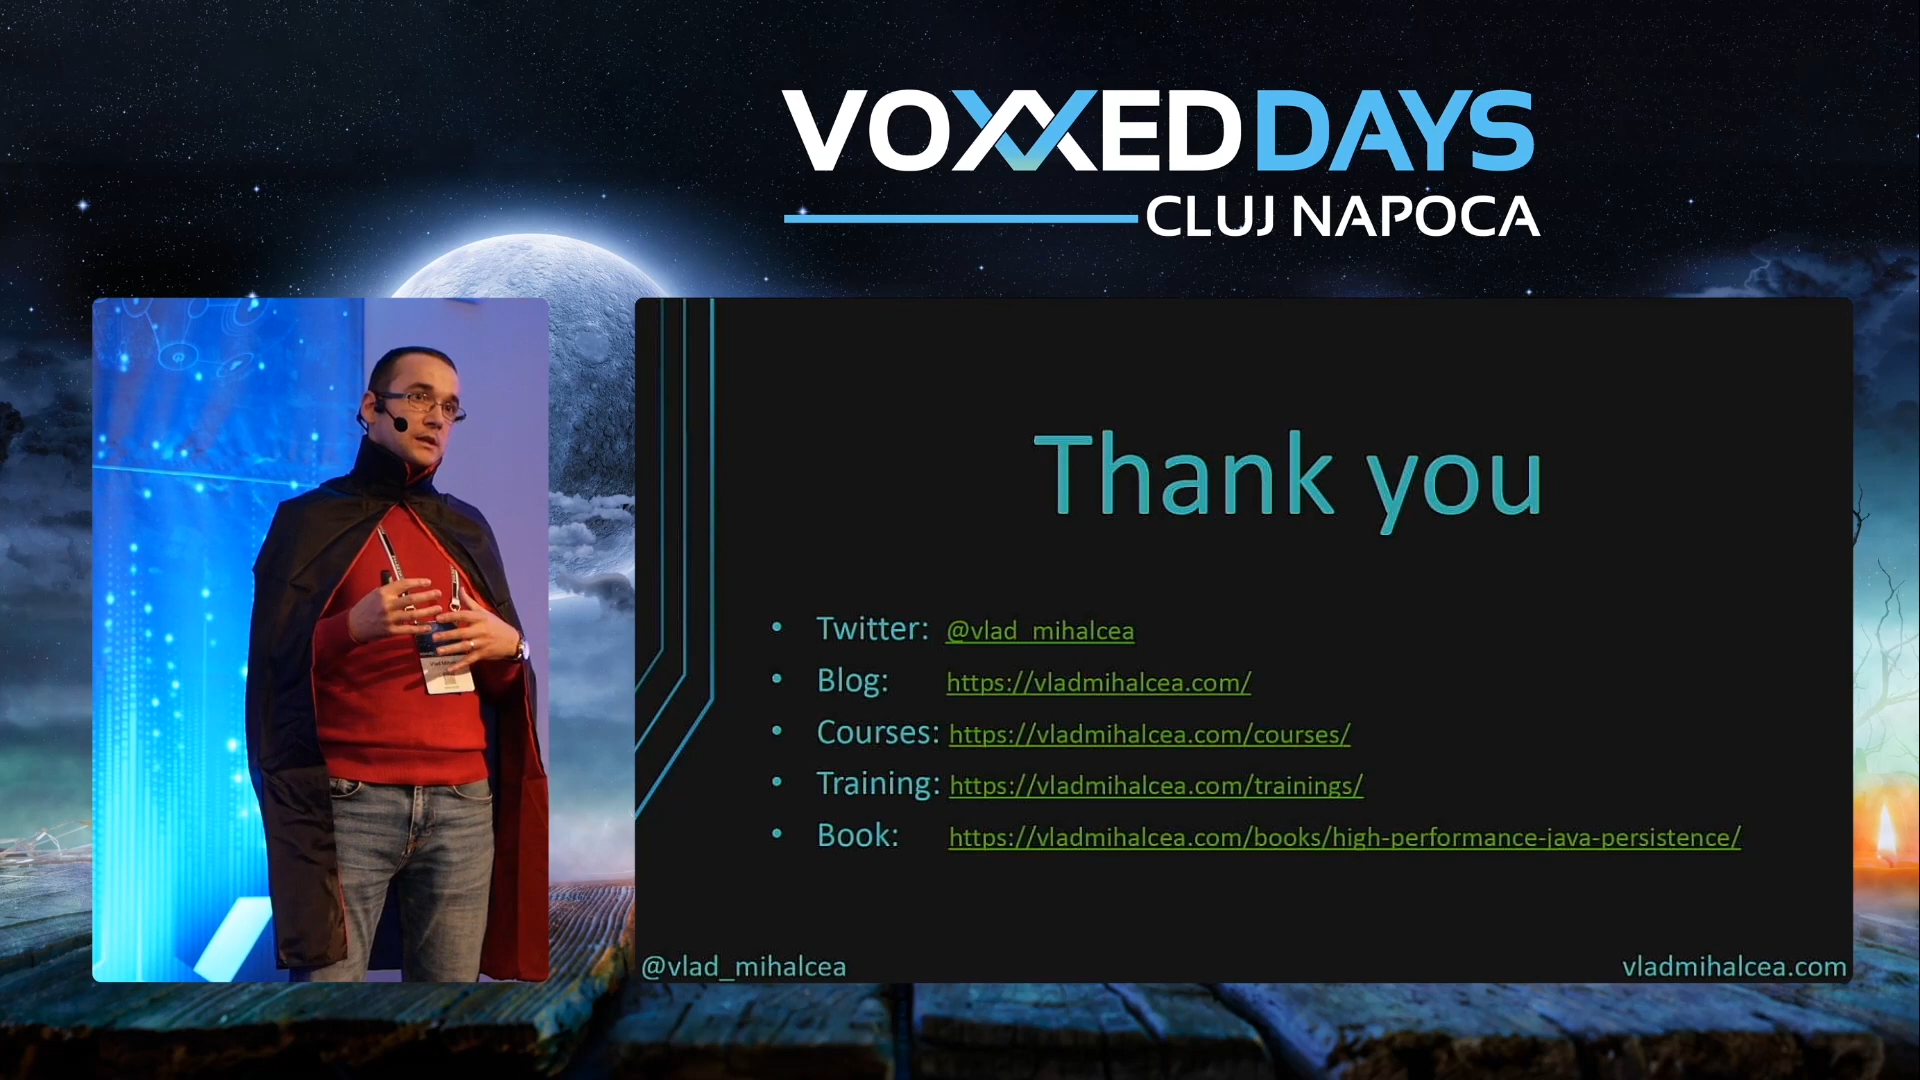 VOXXED DAYS
CLUJ NAPOCA
Thank you
• Twitter: @vlad_mihalcea
• Blog: https://vladmihalcea.com/
• Courses: https://vladmihalcea.com/courses/
• Training: https://vladmihalcea.com/trainings/
• Book: https://vladmihalcea.com/books/high-performance-java-persistence/
@vlad_mihalcea
vladmihalcea.com